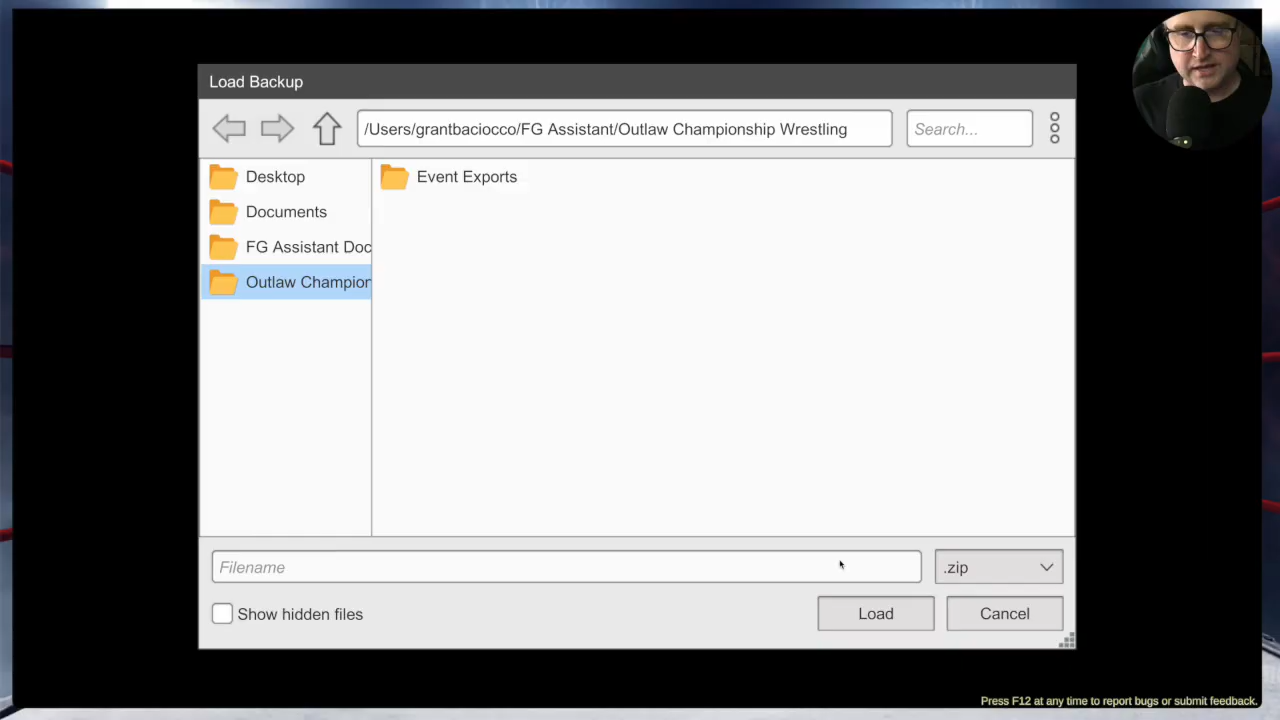 Load Backup
/Users/grantbaciocco/FG Assistant/Outlaw Championship Wrestling
Search...
Desktop
Documents
FG Assistant Doc
Outlaw Champion
Event Exports
Filename
.zip
Show hidden files
Load
Cancel
Press F12 at any time to report bugs or submit feedback.